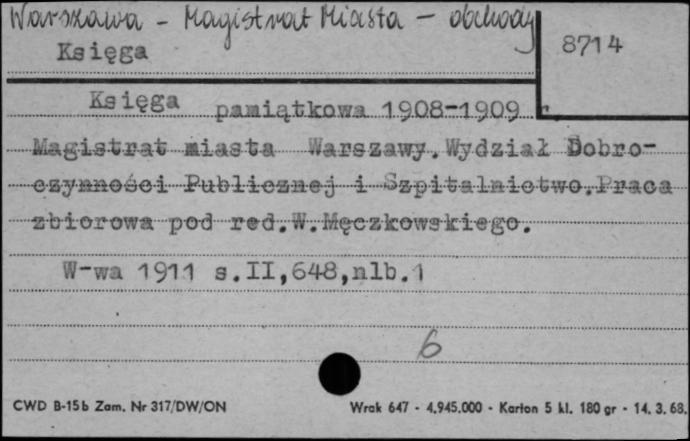 Warszawa - Magistrat Miasta - obchody
Księga
8714
Księga pamiątkowa 1908-1909 r.
Magistrat miasta Warszawy. Wydział Dobro-
czynności Publicznej i Szpitalnictwo. Praca
zbiorowa pod red. W. Męczkowskiego.
W-wa 1911 s. II, 648, nlb. 1
6
CWD B-15b Zam. Nr 317/DW/ON
Wrak 647 - 4.945.000 - Karton 5 kl. 180 gr - 14. 3. 68.